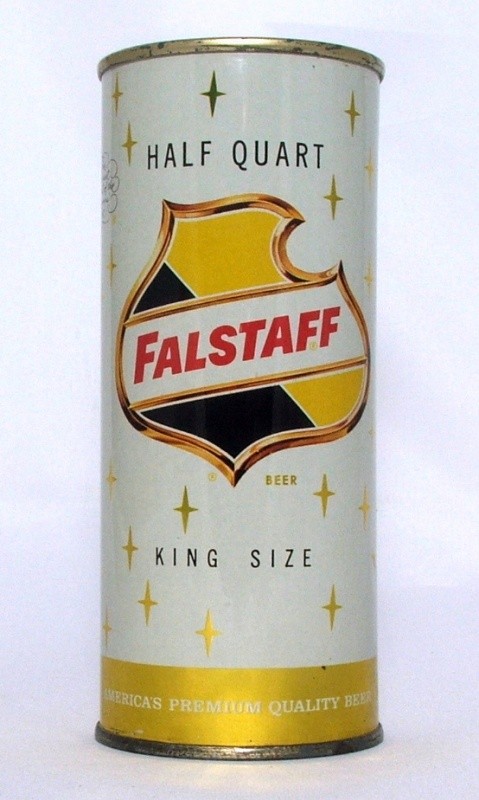 HALF QUART
FALSTAFF
®
® BEER
KING SIZE
AMERICA'S PREMIUM QUALITY BEER